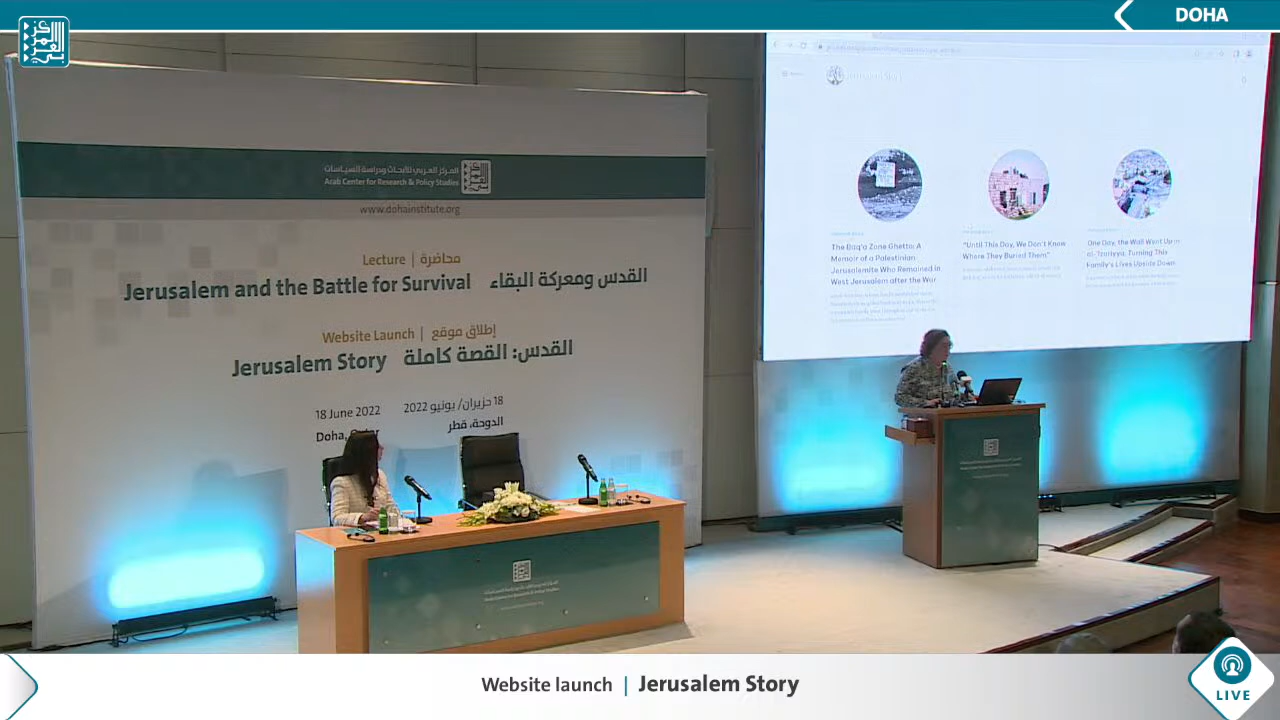 DOHA
المركز العربي للأبحاث ودراسة السياسات
Arab Center for Research & Policy Studies
www.dohainstitute.org
Lecture | محاضرة
Jerusalem and the Battle for Survival القدس ومعركة البقاء
Website Launch | إطلاق موقع
Jerusalem Story القدس: القصة كاملة
18 June 2022 18 حزيران/ يونيو 2022
Doha, الدوحة، قطر
Jerusalem Story
The Baq'a Zone Ghetto: A
Memoir of a Palestinian
Jerusalemite Who Remained in
West Jerusalem after the War
"Until This Day, We Don't Know
Where They Buried Them"
One Day, the Wall Went Up in
al-'Izariyya, Turning This
Family's Lives Upside Down
Website launch | Jerusalem Story
LIVE